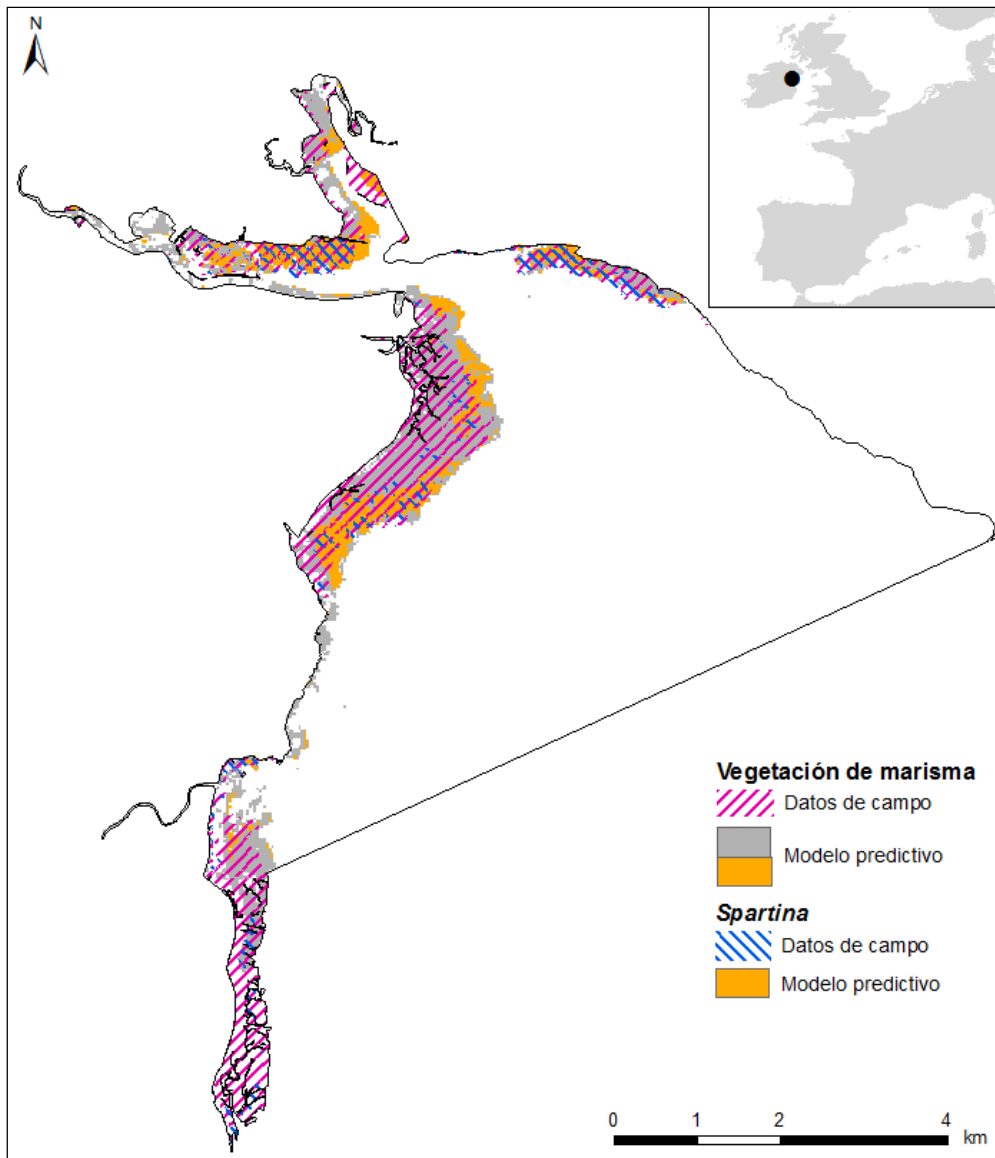 N
Vegetación de marisma
Datos de campo
Modelo predictivo
Spartina
Datos de campo
Modelo predictivo
0 1 2 4
km